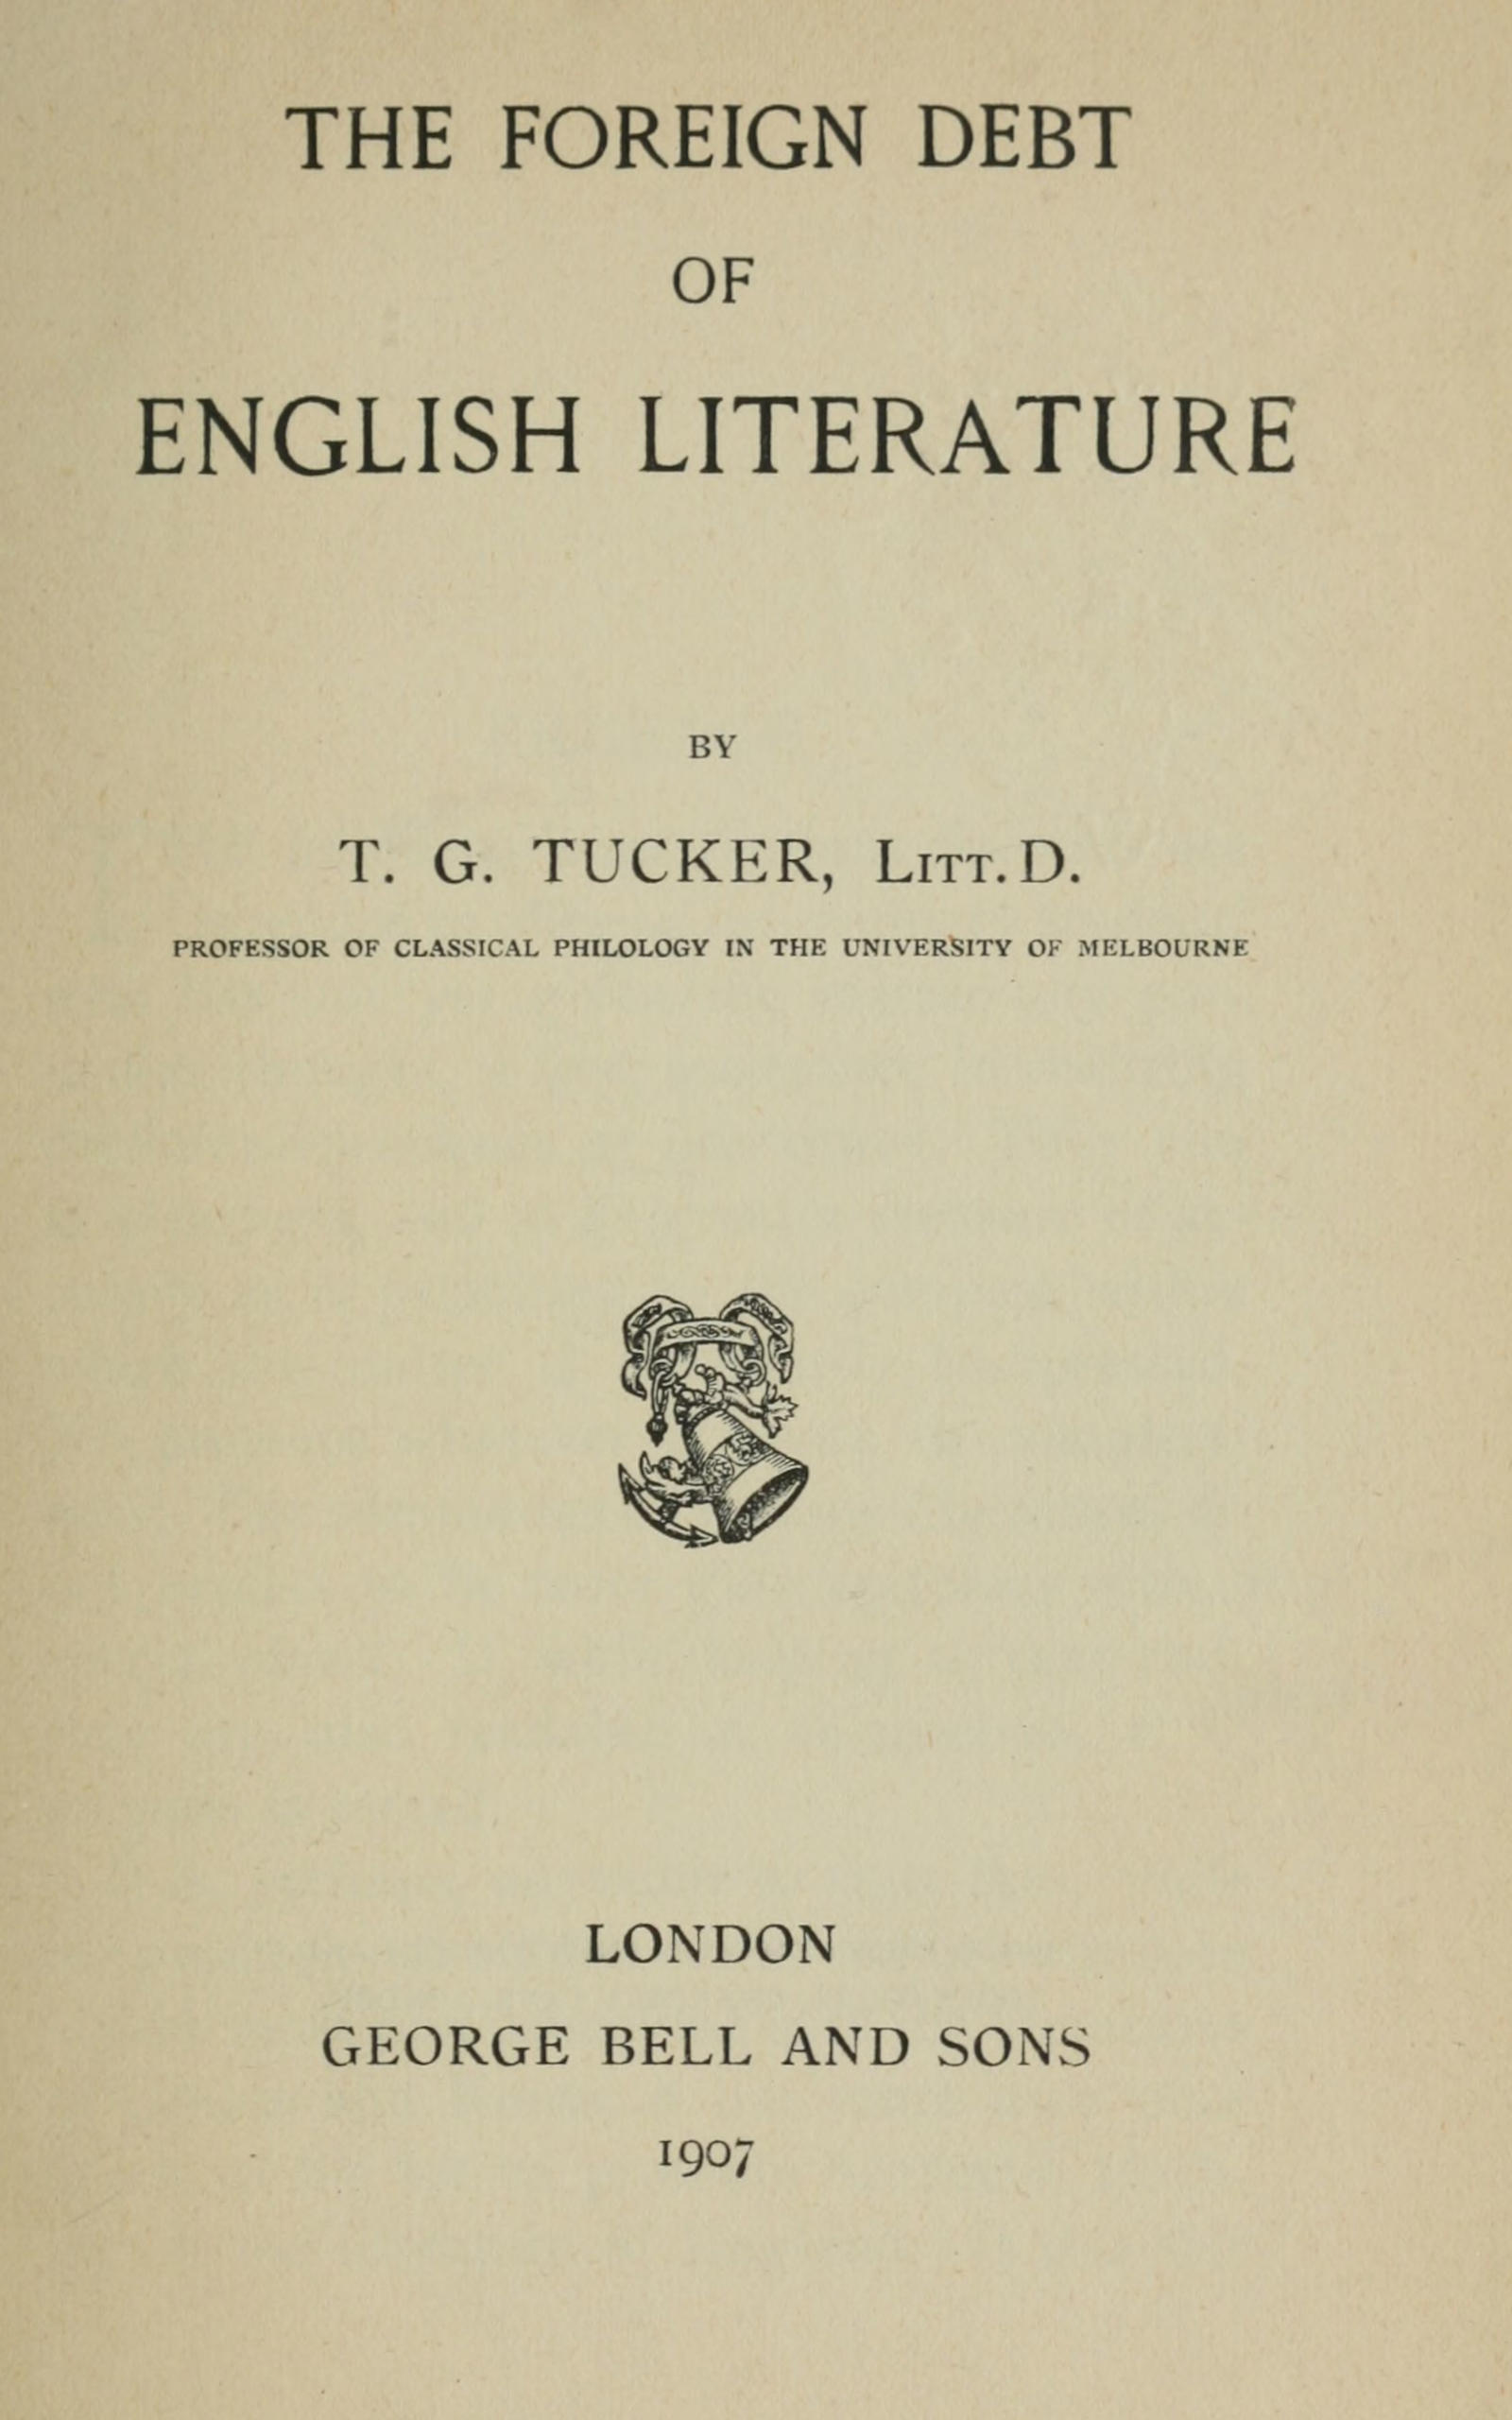 THE FOREIGN DEBT
OF
ENGLISH LITERATURE
BY
T. G. TUCKER, LITT. D.
PROFESSOR OF CLASSICAL PHILOLOGY IN THE UNIVERSITY OF MELBOURNE
LONDON
GEORGE BELL AND SONS
1907